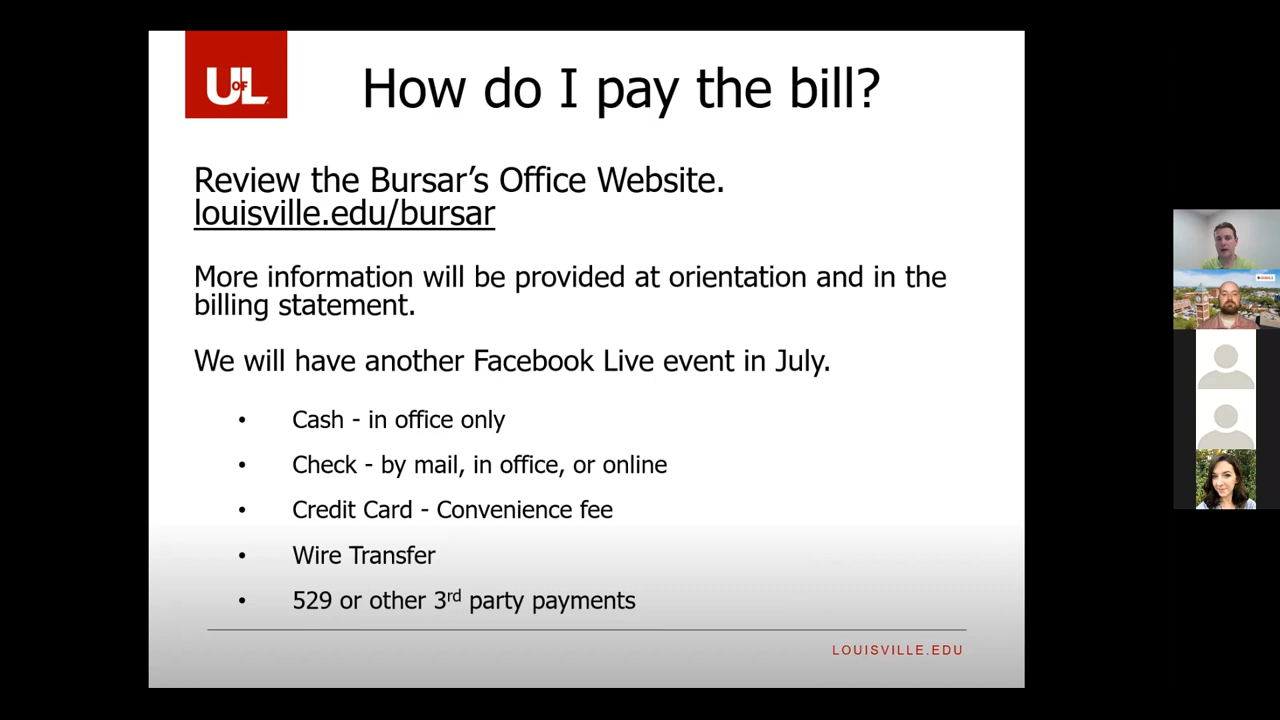 UofL
How do I pay the bill?
Review the Bursar's Office Website.
louisville.edu/bursar
More information will be provided at orientation and in the
billing statement.
We will have another Facebook Live event in July.
• Cash - in office only
• Check - by mail, in office, or online
• Credit Card - Convenience fee
• Wire Transfer
• 529 or other 3rd party payments
LOUISVILLE.EDU